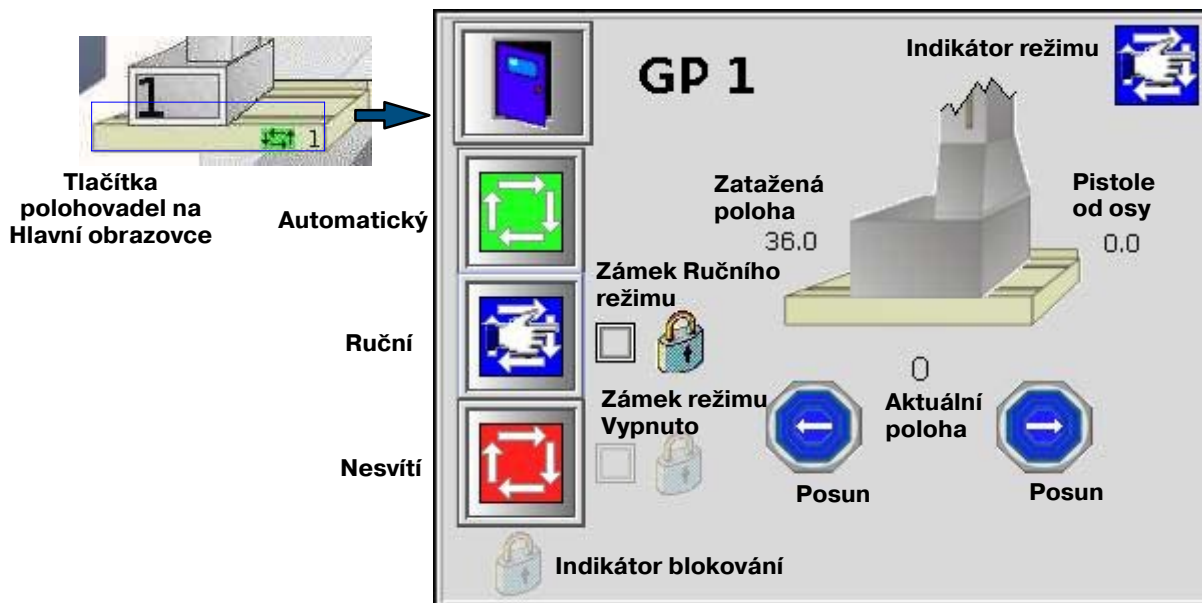 1
1
Tlačítka
polohovadel na
Hlavní obrazovce
Automatický
Ruční
Nesvítí
GP 1
Indikátor režimu
Zatažená
poloha
36.0
Pistole
od osy
0.0
Zámek Ručního
režimu
Zámek režimu
Vypnuto
0
Aktuální
poloha
Posun
Posun
Indikátor blokování